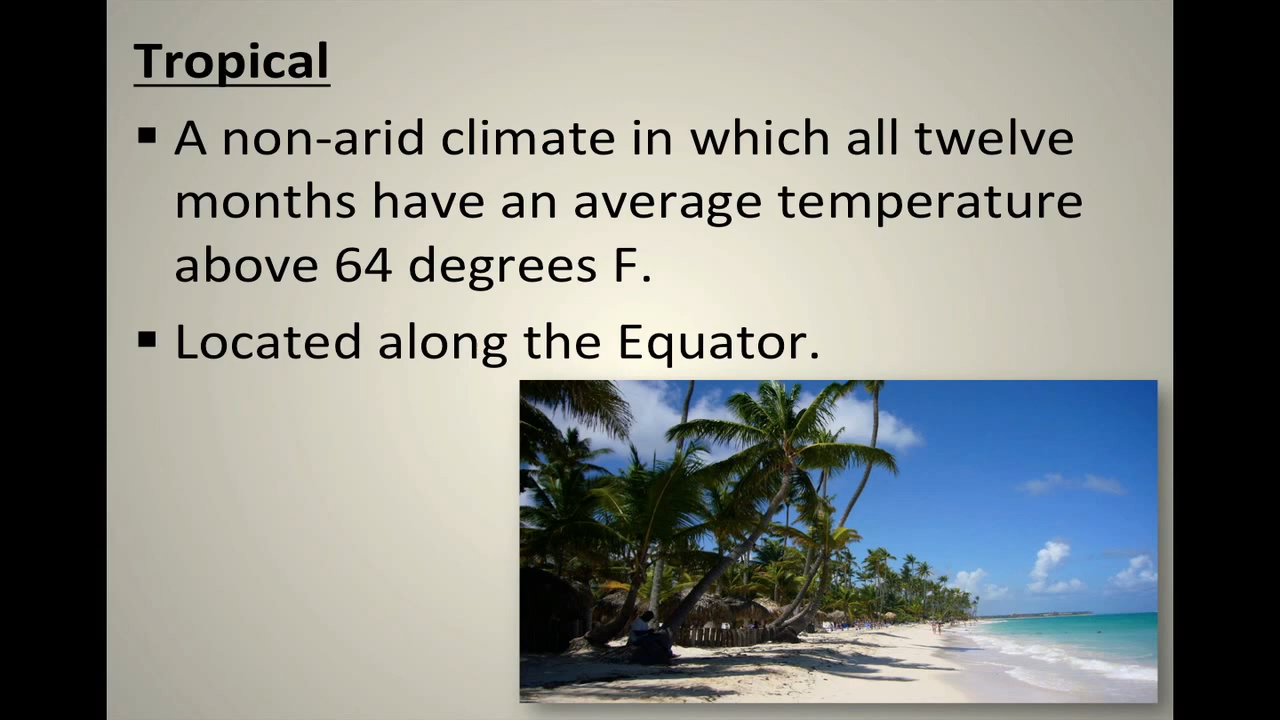 Tropical
▪ A non-arid climate in which all twelve
months have an average temperature
above 64 degrees F.
▪ Located along the Equator.